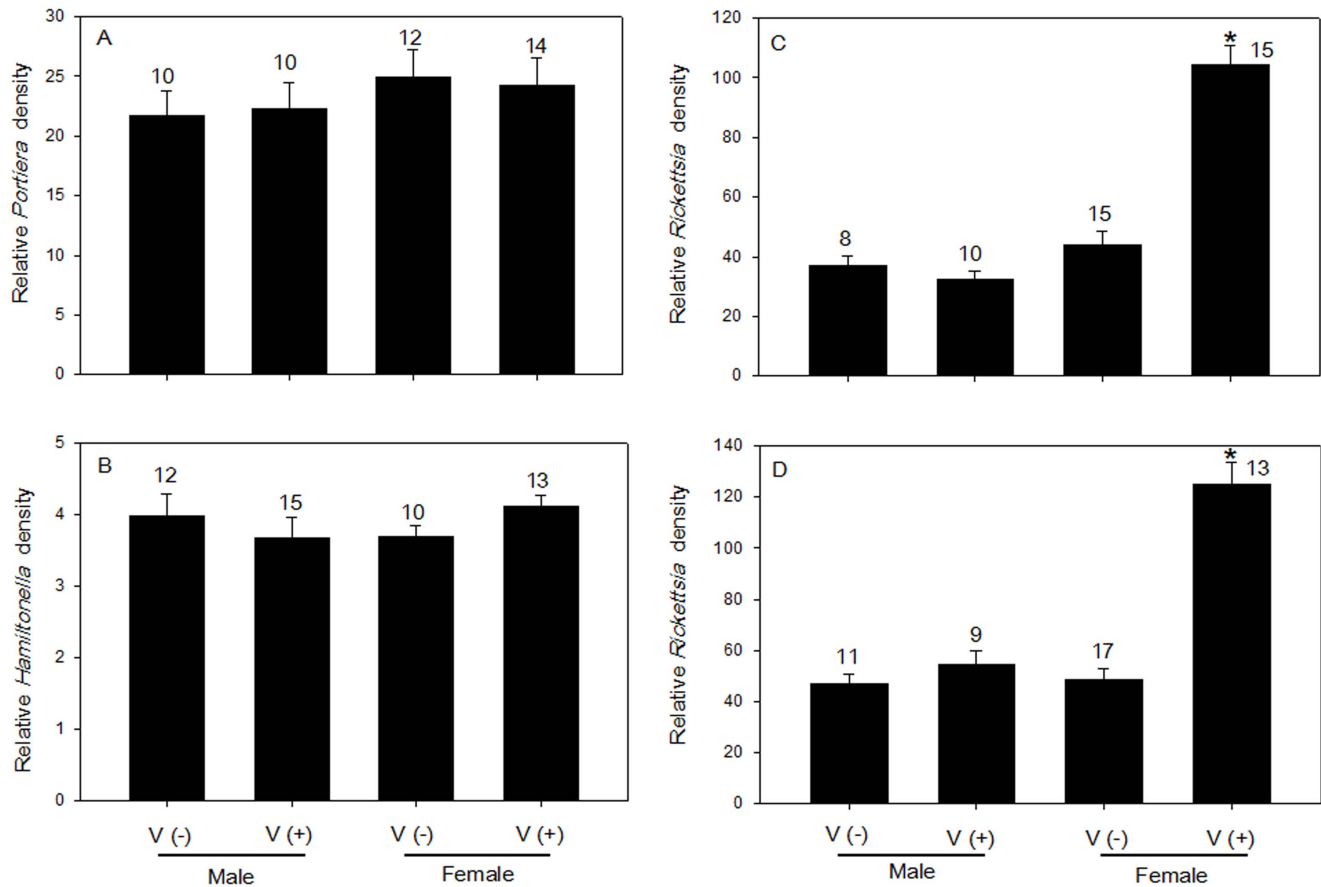 A
Relative Portiera density
30
25
20
15
10
5
0
10
10
12
14
C
Relative Rickettsia density
120
100
80
60
40
20
0
8
10
15
*
15
B
Relative Hamiltonella density
5
4
3
2
1
0
12
15
10
13
V (-)
V (+)
V (-)
V (+)
Male
Female
D
Relative Rickettsia density
140
120
100
80
60
40
20
0
11
9
17
*
13
V (-)
V (+)
V (-)
V (+)
Male
Female